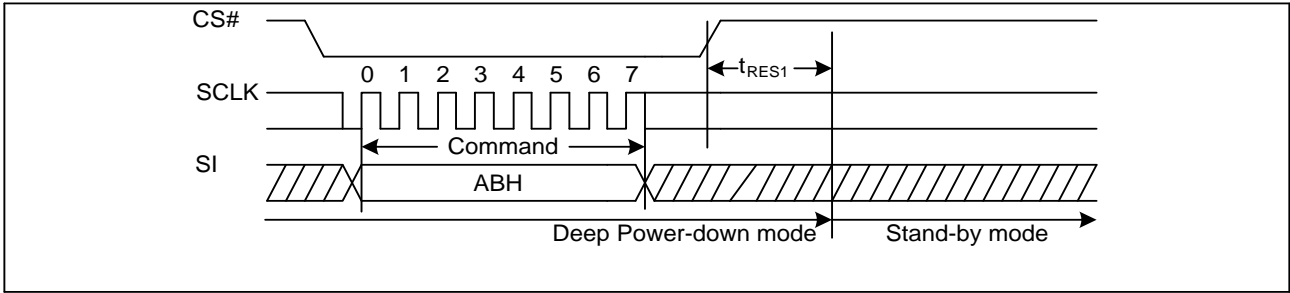 CS#
tRES1
0 1 2 3 4 5 6 7
SCLK
Command
SI
ABH
Deep Power-down mode Stand-by mode